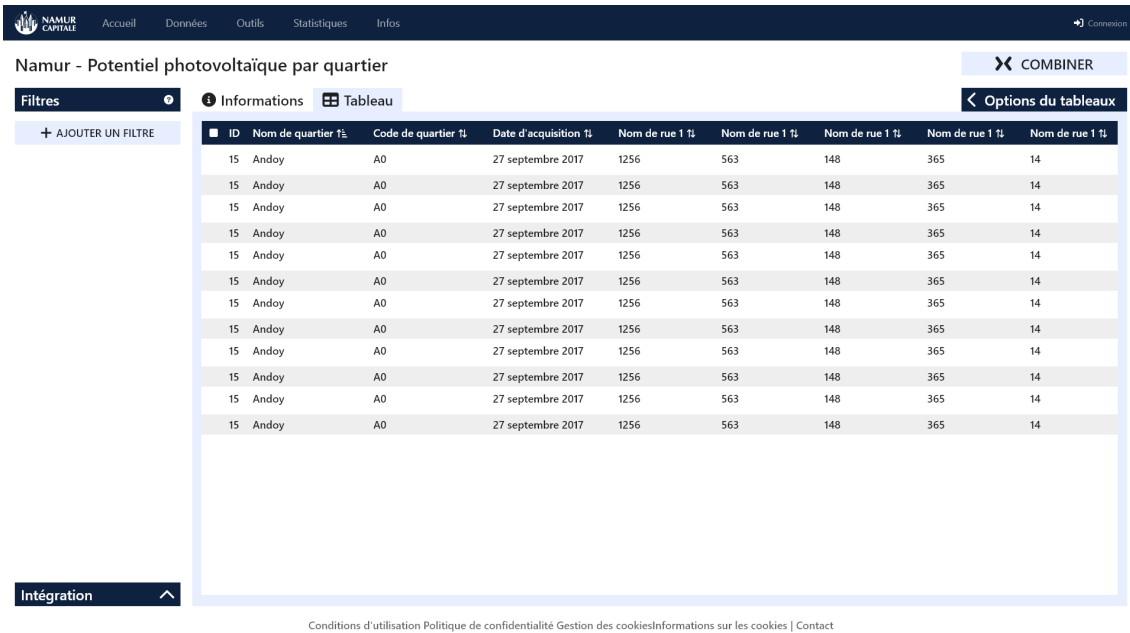 NAMUR CAPITALE Accueil Données Outils Statistiques Infos Connexion
Namur - Potentiel photovoltaïque par quartier COMBINER
Filtres Informations Tableau Options du tableaux
AJOUTER UN FILTRE
ID Nom de quartier Code de quartier Date d'acquisition Nom de rue 1 Nom de rue 1 Nom de rue 1 Nom de rue 1 Nom de rue 1
15 Andoy A0 27 septembre 2017 1256 563 148 365 14
15 Andoy A0 27 septembre 2017 1256 563 148 365 14
15 Andoy A0 27 septembre 2017 1256 563 148 365 14
15 Andoy A0 27 septembre 2017 1256 563 148 365 14
15 Andoy A0 27 septembre 2017 1256 563 148 365 14
15 Andoy A0 27 septembre 2017 1256 563 148 365 14
15 Andoy A0 27 septembre 2017 1256 563 148 365 14
15 Andoy A0 27 septembre 2017 1256 563 148 365 14
15 Andoy A0 27 septembre 2017 1256 563 148 365 14
15 Andoy A0 27 septembre 2017 1256 563 148 365 14
15 Andoy A0 27 septembre 2017 1256 563 148 365 14
15 Andoy A0 27 septembre 2017 1256 563 148 365 14
Intégration
Conditions d'utilisation Politique de confidentialité Gestion des cookiesInformations sur les cookies | Contact